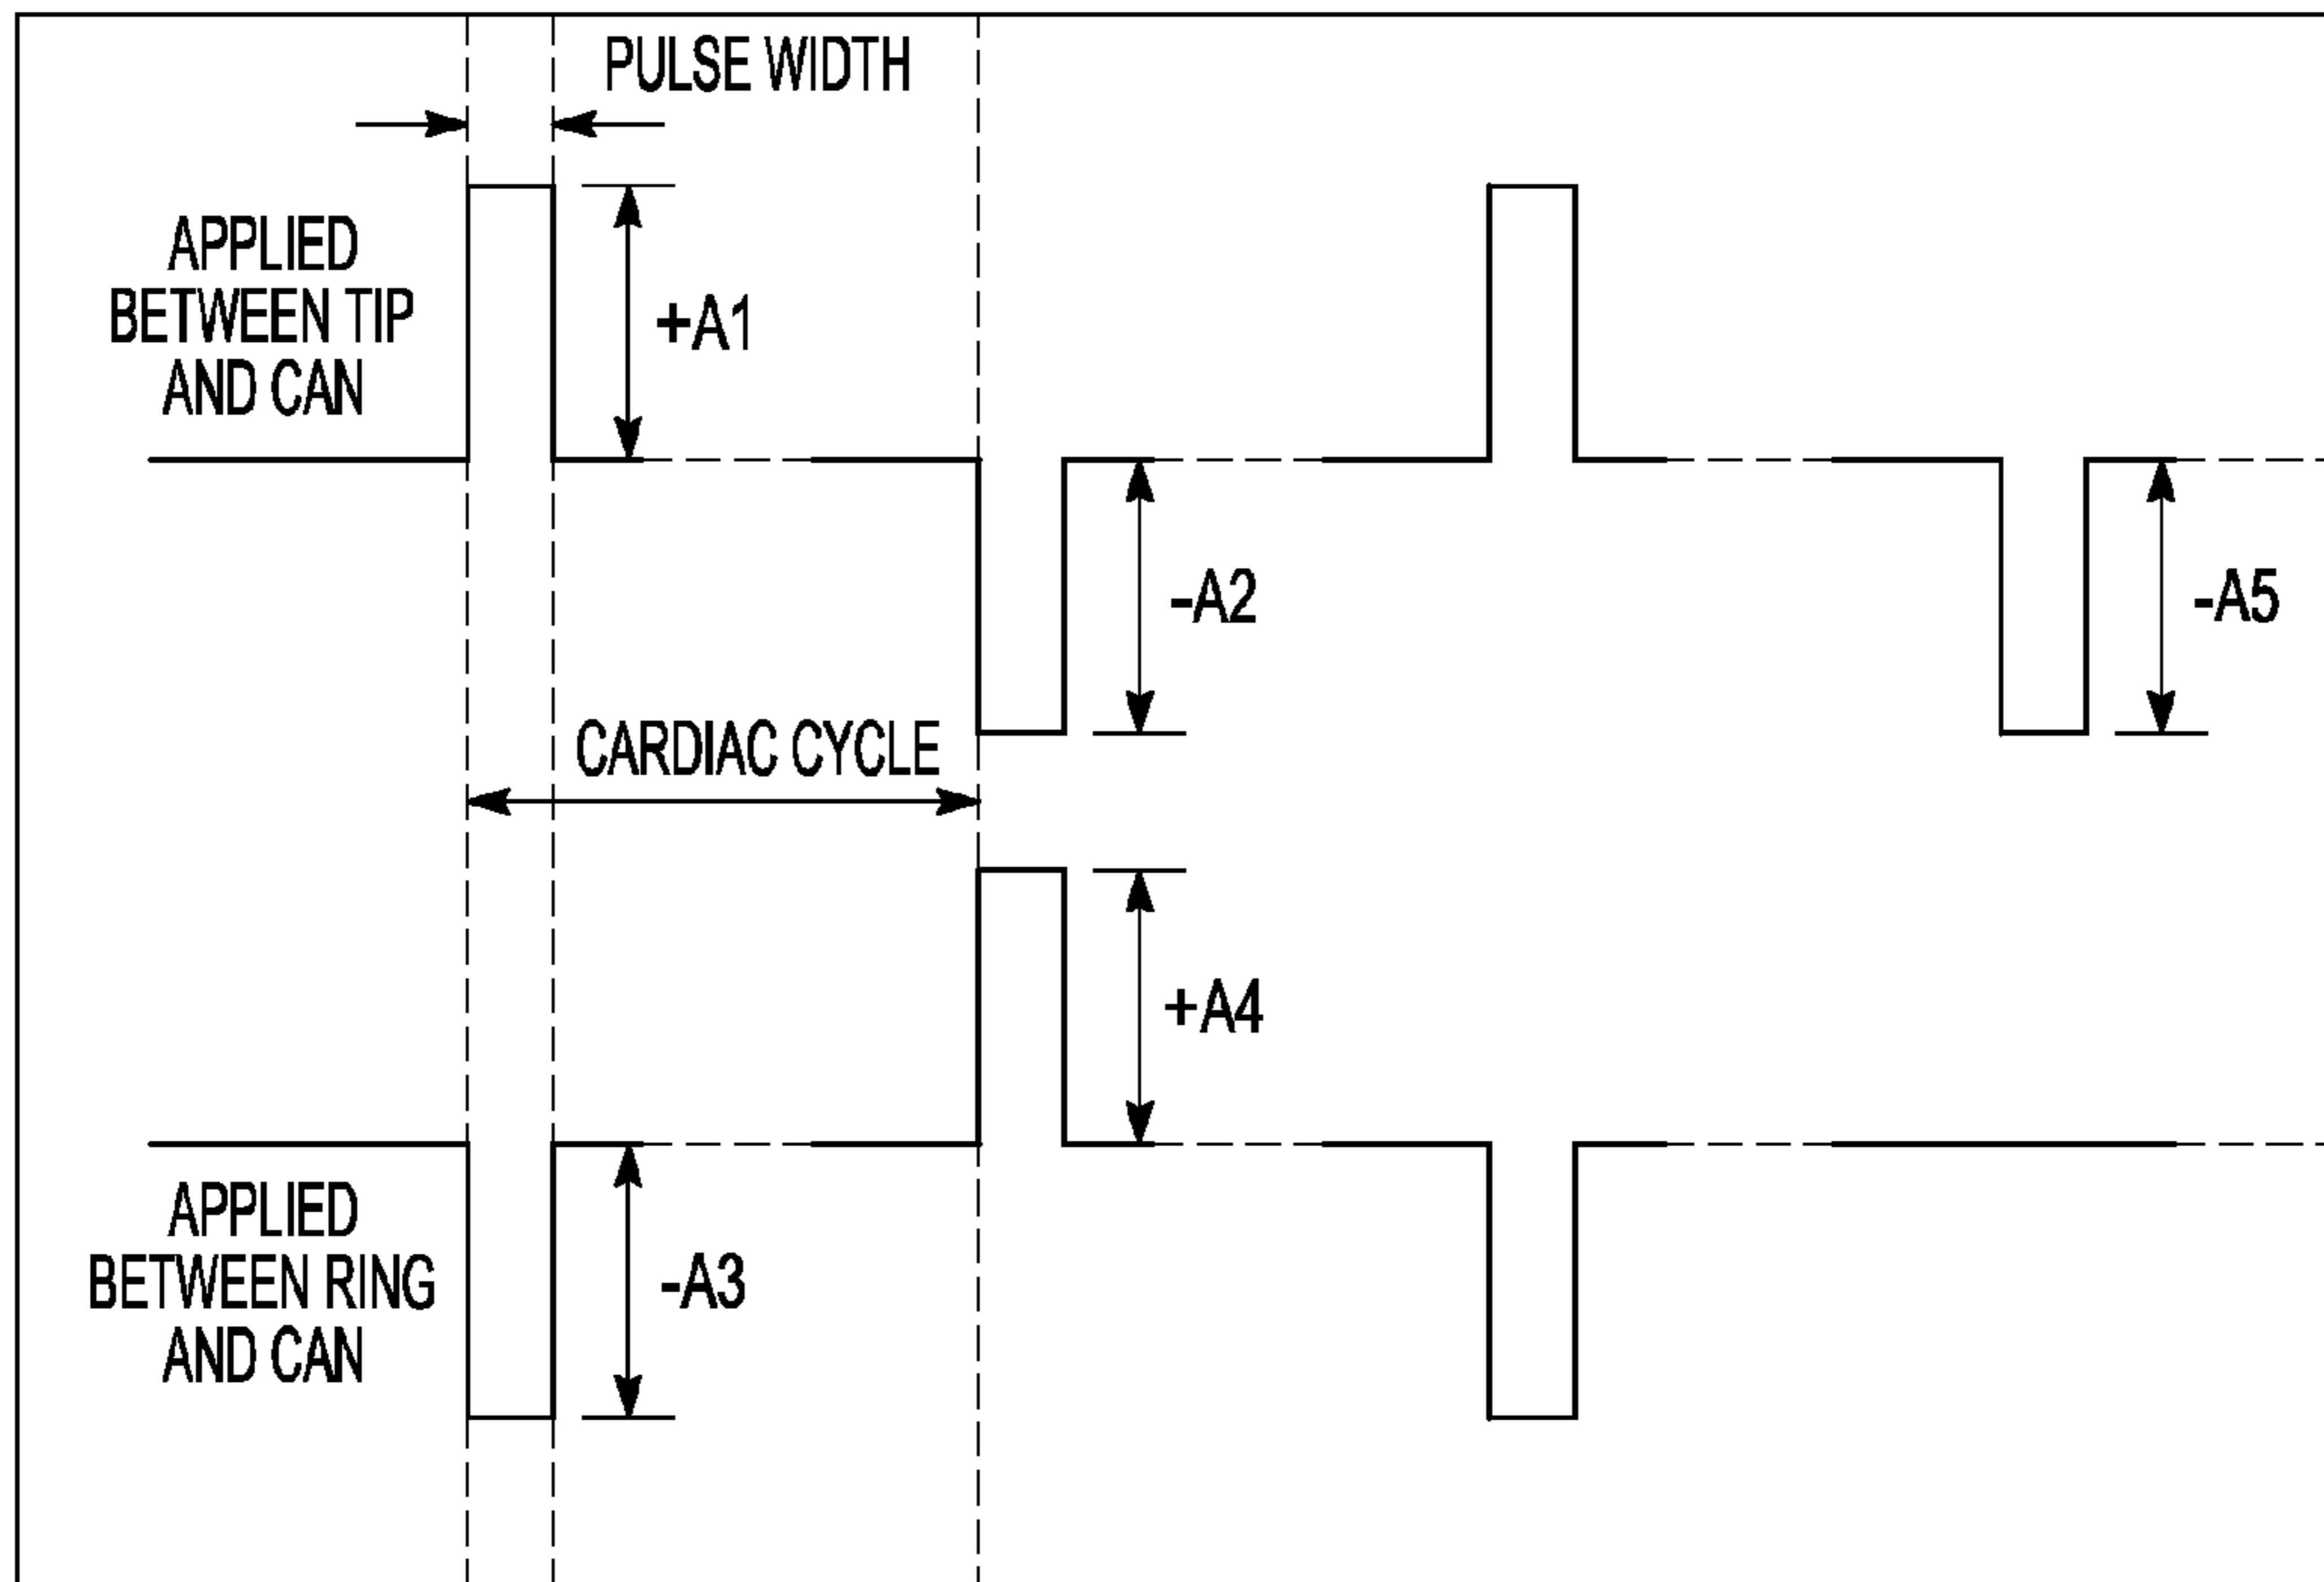 PULSE WIDTH
APPLIED
BETWEEN TIP
AND CAN
+A1
-A2
-A5
CARDIAC CYCLE
+A4
APPLIED
BETWEEN RING
AND CAN
-A3